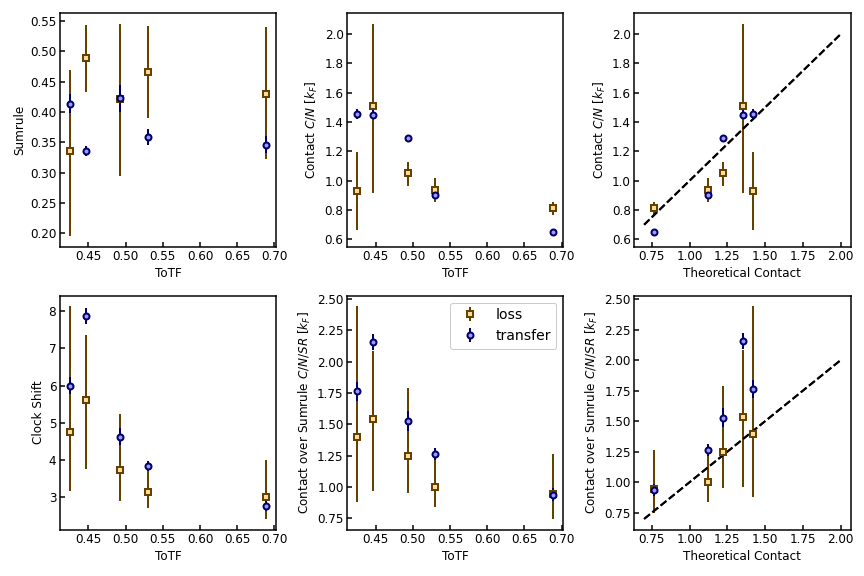 0.55
0.50
0.45
0.40
0.35
0.30
0.25
0.20
Sumrule
0.45 0.50 0.55 0.60 0.65 0.70
ToTF
2.0
1.8
1.6
1.4
1.2
1.0
0.8
0.6
Contact C/N [k_F]
0.45 0.50 0.55 0.60 0.65 0.70
ToTF
2.0
1.8
1.6
1.4
1.2
1.0
0.8
0.6
Contact C/N [k_F]
0.75 1.00 1.25 1.50 1.75 2.00
Theoretical Contact
8
7
6
5
4
3
Clock Shift
0.45 0.50 0.55 0.60 0.65 0.70
ToTF
2.50
2.25
2.00
1.75
1.50
1.25
1.00
0.75
Contact over Sumrule C/N/SR [k_F]
loss
transfer
0.45 0.50 0.55 0.60 0.65 0.70
ToTF
2.50
2.25
2.00
1.75
1.50
1.25
1.00
0.75
Contact over Sumrule C/N/SR [k_F]
0.75 1.00 1.25 1.50 1.75 2.00
Theoretical Contact